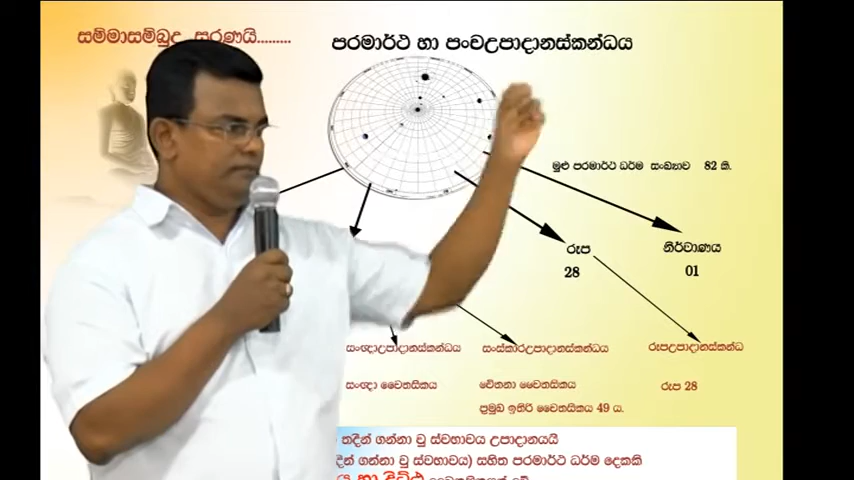 සම්මාසම්බුදු සරණයි.........
පරමාර්ථ හා පංචඋපාදානස්කන්ධය
මුළු පරමාර්ථ ධර්ම සංඛ්‍යාව 82 කි.
රූප
28
නිර්වාණය
01
සංඥාඋපාදානස්කන්ධය
සංස්කාරඋපාදානස්කන්ධය
රූපඋපාදානස්කන්ධ
සංඥා චෛතසිකය
චේතනා චෛතසිකය
ප්‍රමුඛ ඉතිරි චෛතසික 49 ය.
රූප 28
තදින් ගන්නා වූ ස්වභාවය උපාදානයයි
දින් ගන්නා වූ ස්වභාවය) සහිත පරමාර්ථ ධර්ම දෙකකි